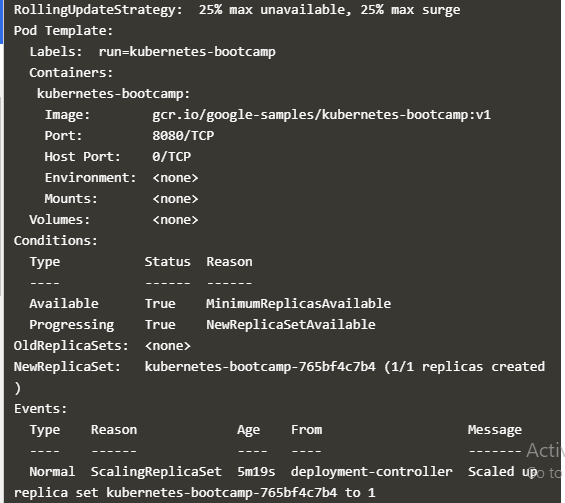 RollingUpdateStrategy:  25% max unavailable, 25% max surge
Pod Template:
  Labels:  run=kubernetes-bootcamp
  Containers:
   kubernetes-bootcamp:
    Image:        gcr.io/google-samples/kubernetes-bootcamp:v1
    Port:         8080/TCP
    Host Port:    0/TCP
    Environment:  <none>
    Mounts:       <none>
  Volumes:        <none>
Conditions:
  Type           Status  Reason
  ----           ------  ------
  Available      True    MinimumReplicasAvailable
  Progressing    True    NewReplicaSetAvailable
OldReplicaSets:  <none>
NewReplicaSet:   kubernetes-bootcamp-765bf4c7b4 (1/1 replicas created
)
Events:
  Type    Reason             Age    From                   Message
  ----    ------             ----   ----                   -------
  Normal  ScalingReplicaSet  5m19s  deployment-controller  Scaled up
replica set kubernetes-bootcamp-765bf4c7b4 to 1